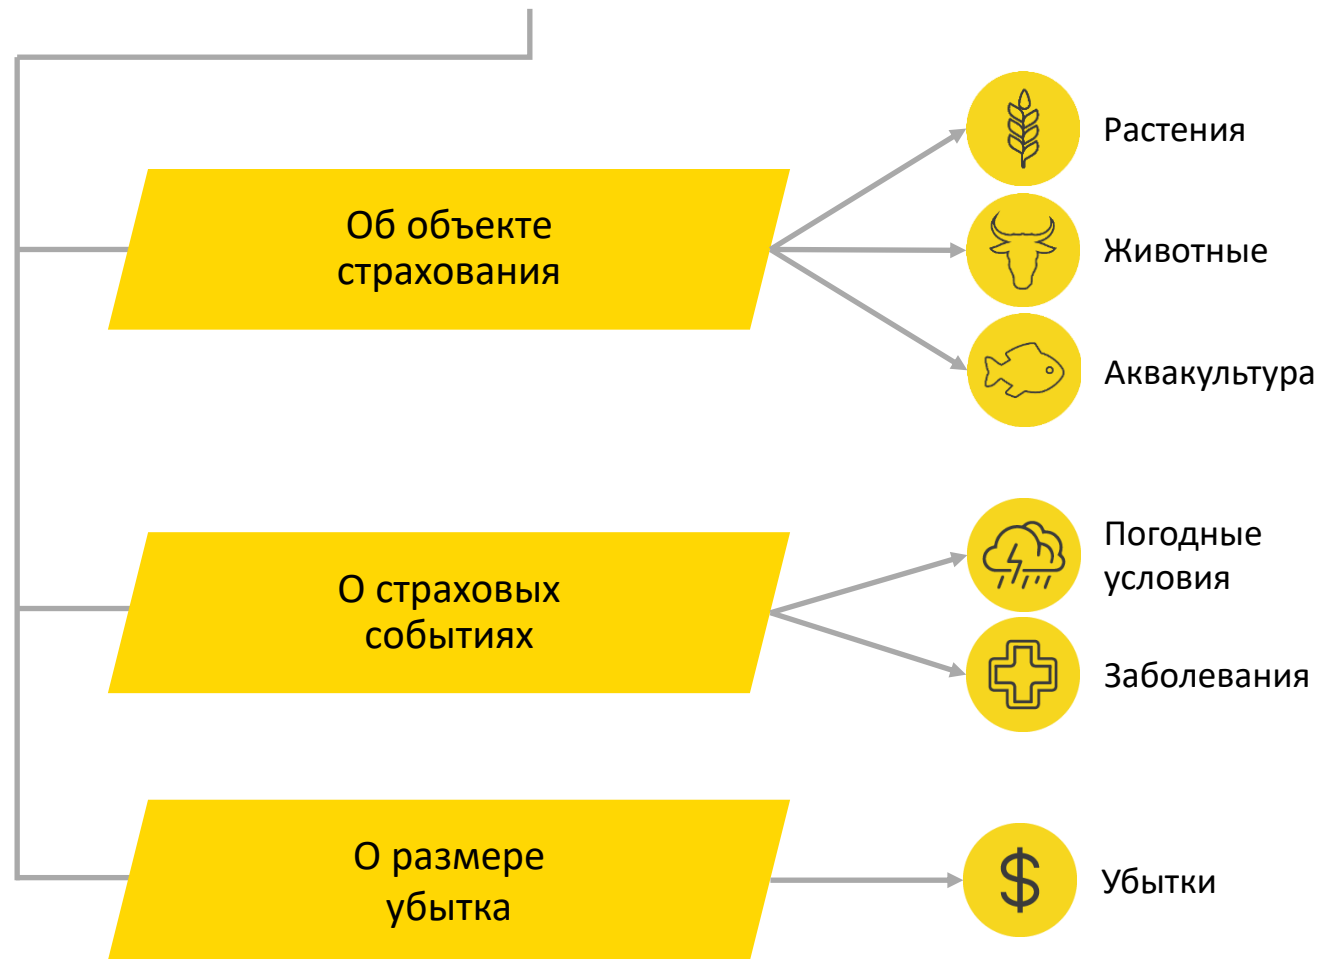 Об объекте
страхования
Растения
Животные
Аквакультура
О страховых
событиях
Погодные
условия
Заболевания
О размере
убытка
$
Убытки